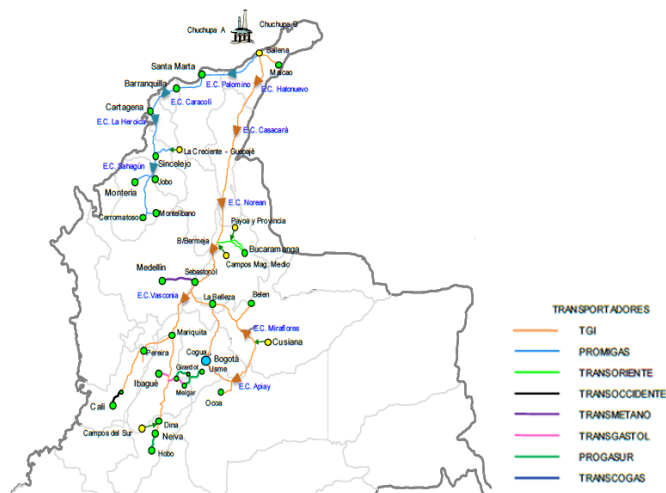 Chuchupa B
Chuchupa A
Ballena
Santa Marta
Maicao
Barranquilla
E.C. Palomino
E.C. Hatonuevo
Cartagena
E.C. Caracolí
E.C. La Heroica
E.C. Casacará
La Creciente - Guepajé
E.C. Sahagún
Sincelejo
Jobo
Montería
E.C. Norean
Cerromatoso
Montelíbano
Payoa y Provincia
B/Bermeja
Bucaramanga
Campos Mag. Medio
Medellín
Sebastopol
E.C.Vasconia
La Belleza
Belen
TRANSPORTADORES
E.C. Miraflores
TGI
Mariquita
Cusiana
Pereira
Cogua
Bogotá
PROMIGAS
Girardot
Usme
Ibagué
TRANSORIENTE
Melgar
E.C. Apiay
Ocoa
TRANSOCCIDENTE
Cali
TRANSMETANO
Dina
Campos del Sur
Neiva
TRANSGASTOL
Hobo
PROGASUR
TRANSCOGAS